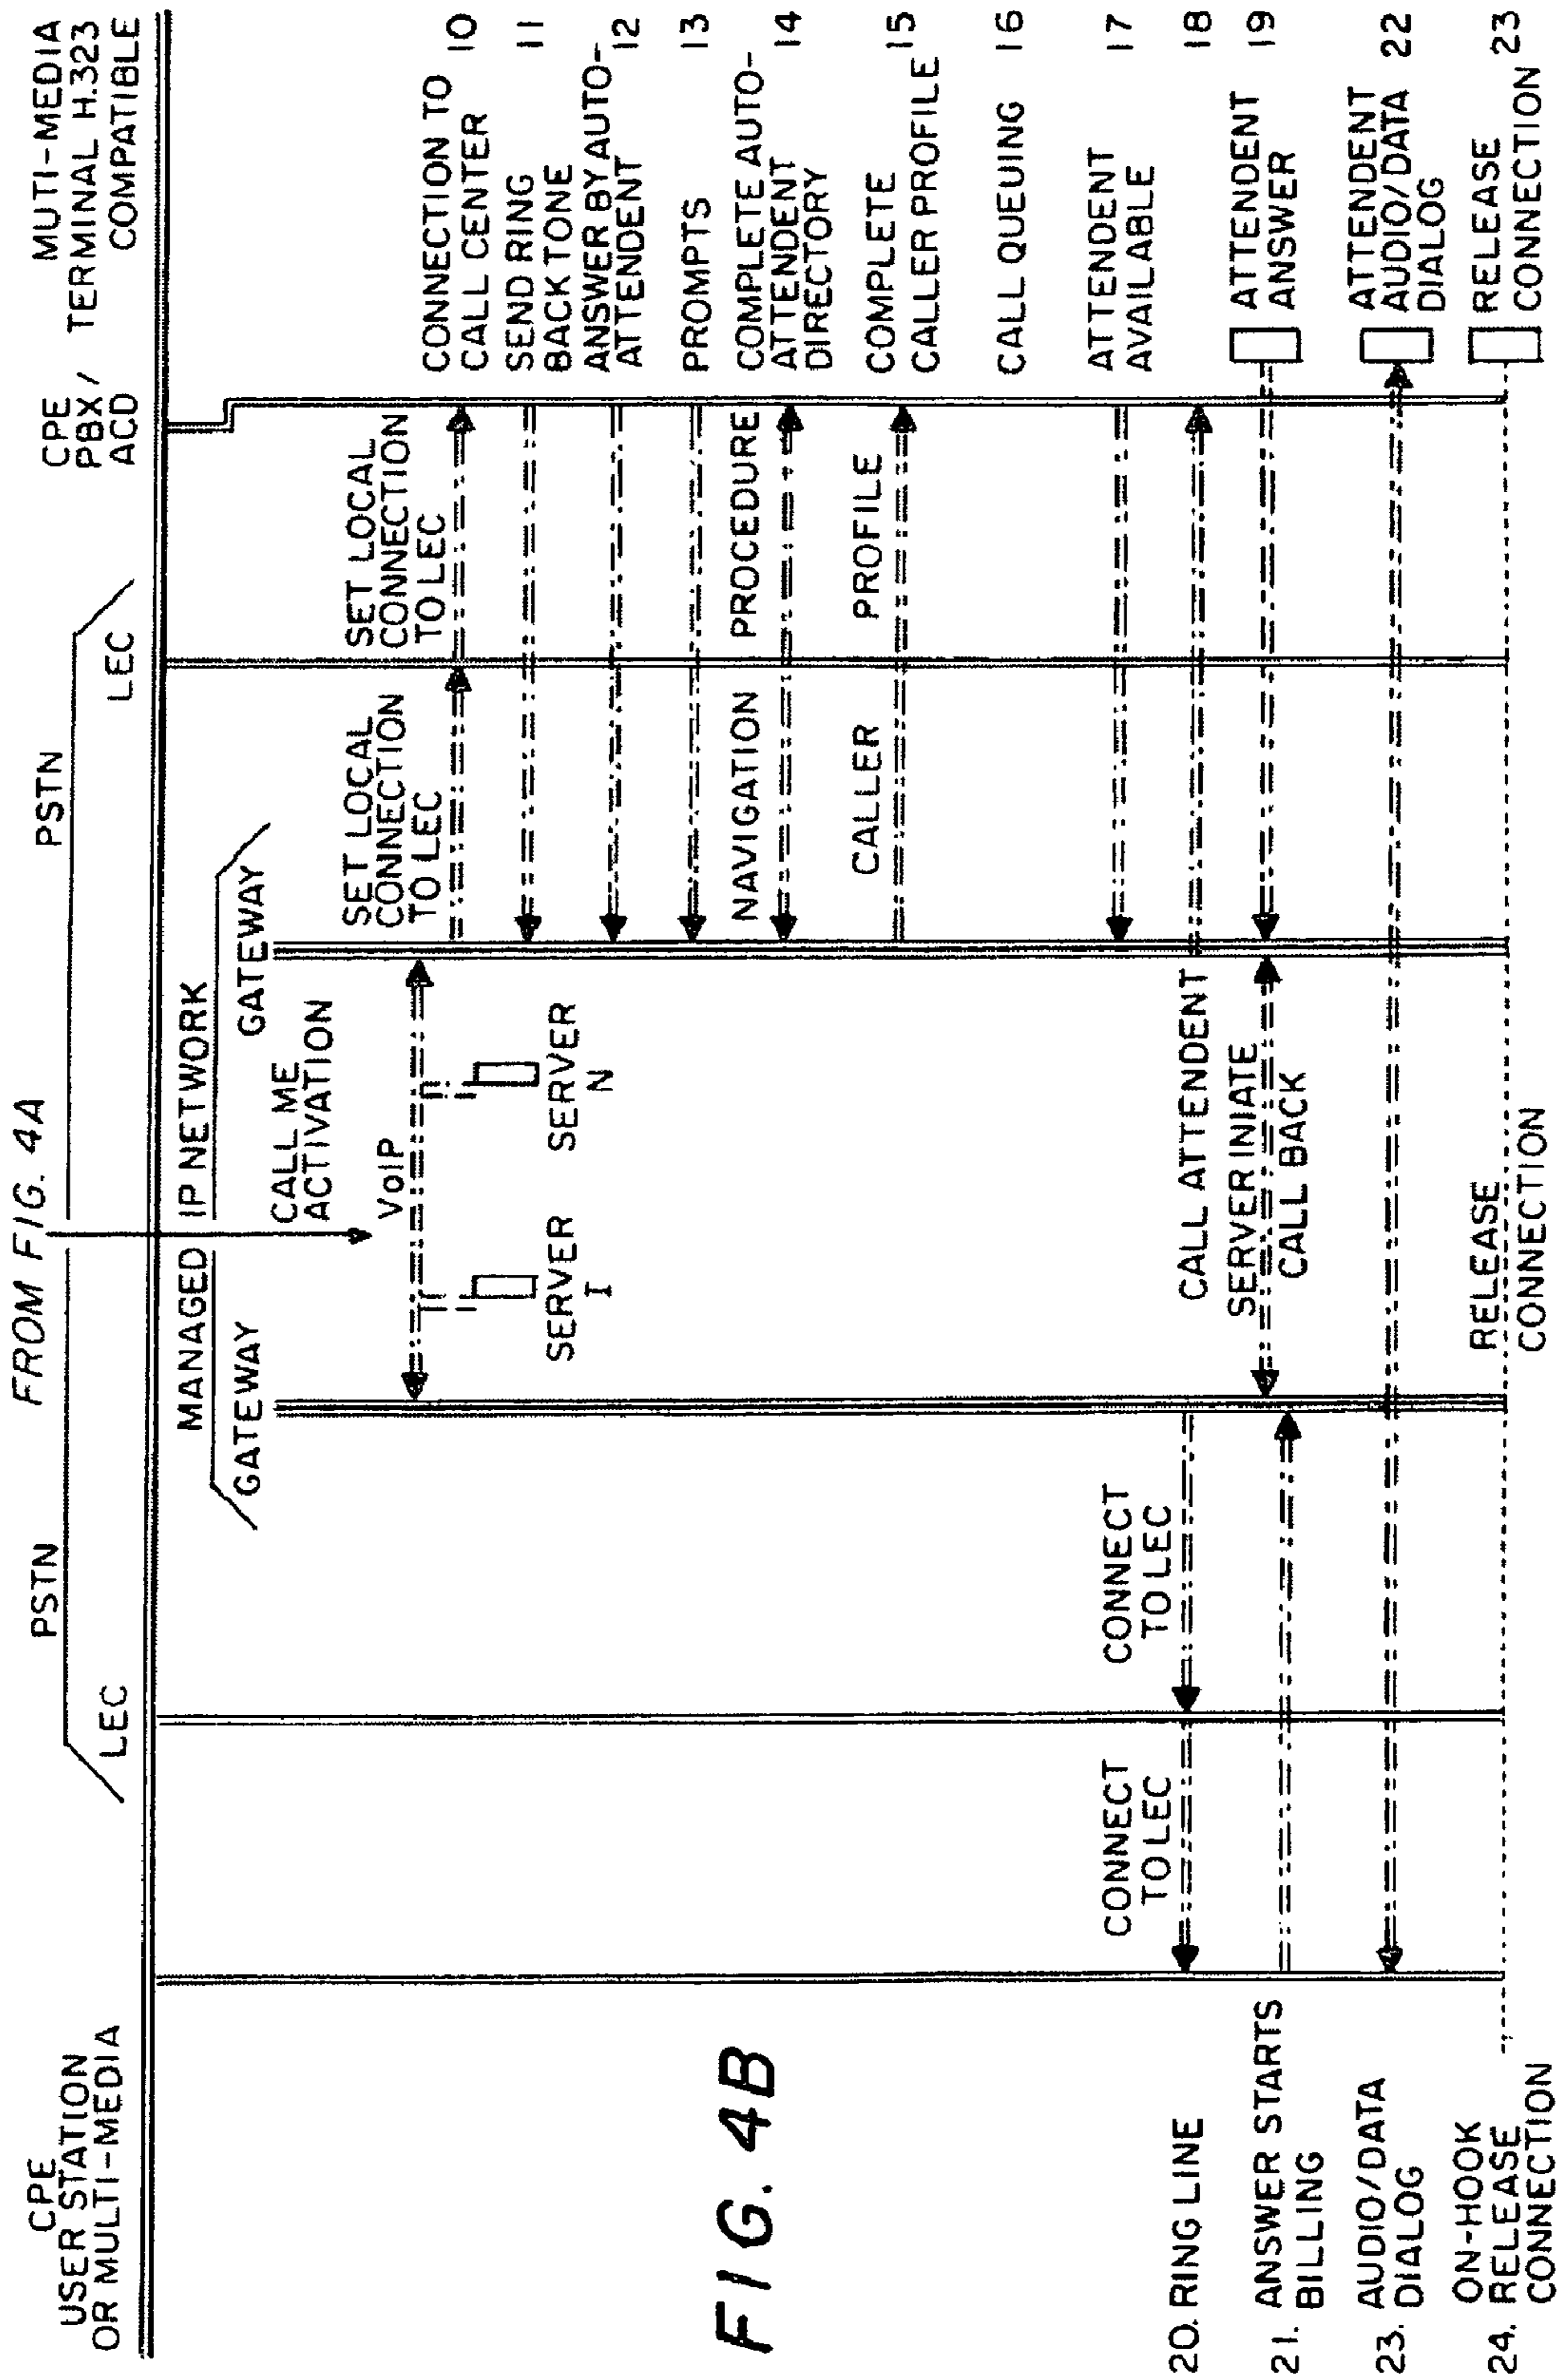 FROM FIG. 4A
CPE
USER STATION
OR MULTI-MEDIA
PSTN
LEC
PSTN
LEC
CPE
PBX /
ACD
MUTI-MEDIA
TERMINAL H.323
COMPATIBLE
MANAGED IP NETWORK
GATEWAY
GATEWAY
CALL ME
ACTIVATION
VoIP
SERVER
I
SERVER
N
SET LOCAL
CONNECTION
TO LEC
SET LOCAL
CONNECTION
TO LEC
CONNECTION TO
CALL CENTER
10
SEND RING
BACK TONE
11
ANSWER BY AUTO-
ATTENDENT
12
PROMPTS
13
NAVIGATION PROCEDURE
COMPLETE AUTO-
ATTENDENT
DIRECTORY
14
CALLER PROFILE
COMPLETE
CALLER PROFILE
15
CALL QUEUING
16
ATTENDENT
AVAILABLE
17
CONNECT
TO LEC
CONNECT
TO LEC
CALL ATTENDENT
18
SERVER INIATE
CALL BACK
ATTENDENT
ANSWER
19
20. RING LINE
21. ANSWER STARTS
BILLING
ATTENDENT
AUDIO/DATA
DIALOG
22
23. AUDIO/DATA
DIALOG
RELEASE
CONNECTION
RELEASE
CONNECTION
23
24. ON-HOOK
RELEASE
CONNECTION
FIG. 4B